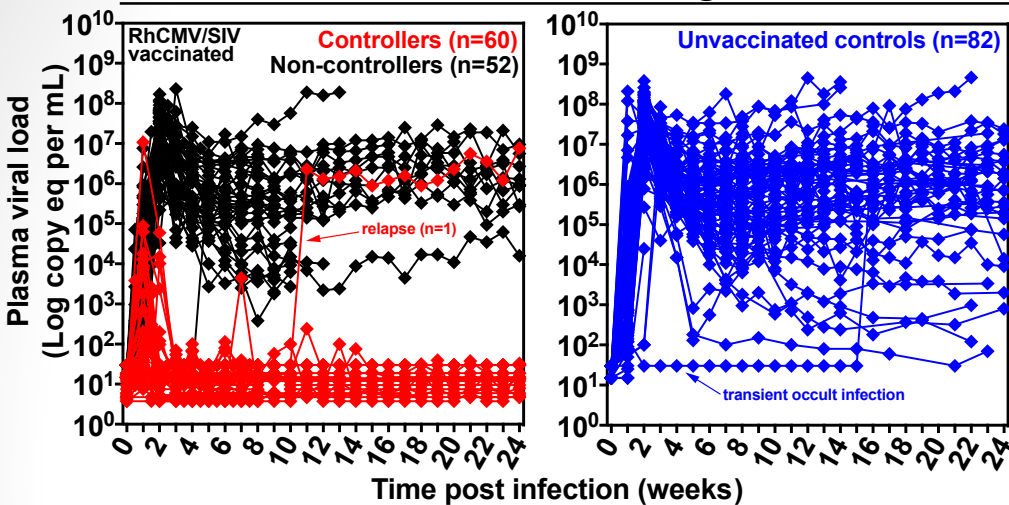 Plasma viral load
(Log copy eq per mL)
10^10
10^9
10^8
10^7
10^6
10^5
10^4
10^3
10^2
10^1
10^0
RhCMV/SIV
vaccinated
Controllers (n=60)
Non-controllers (n=52)
relapse (n=1)
0 2 4 6 8 10 12 14 16 18 20 22 24
10^10
10^9
10^8
10^7
10^6
10^5
10^4
10^3
10^2
10^1
10^0
Unvaccinated controls (n=82)
transient occult infection
0 2 4 6 8 10 12 14 16 18 20 22 24
Time post infection (weeks)